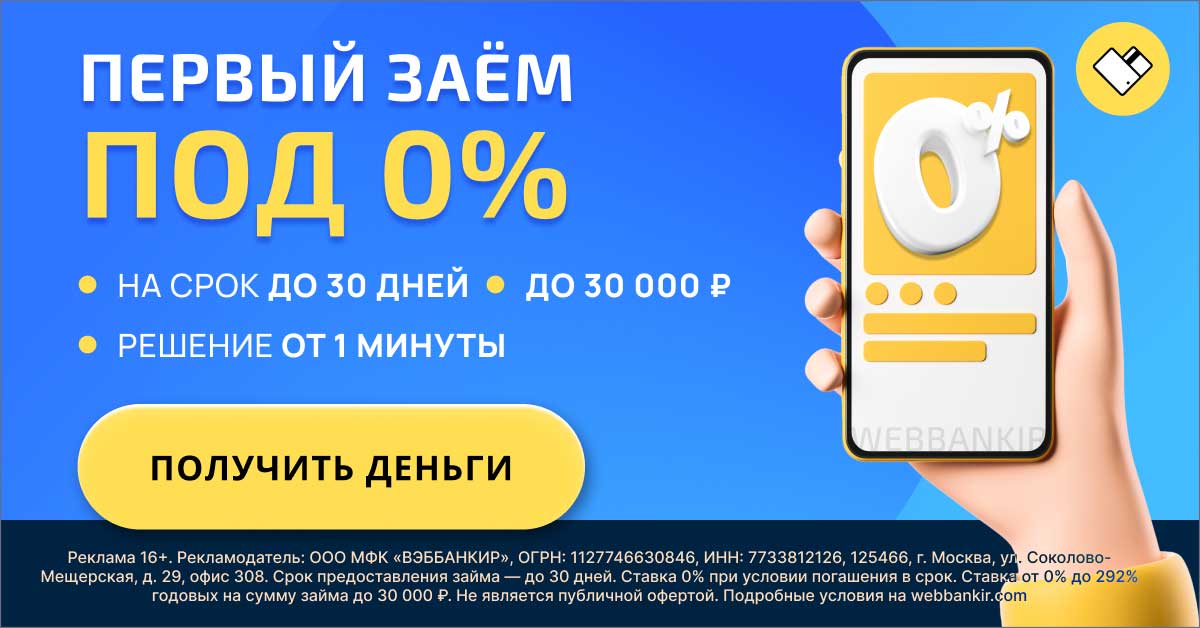 ПЕРВЫЙ ЗАЁМ
ПОД 0%
НА СРОК ДО 30 ДНЕЙ ДО 30 000 ₽
РЕШЕНИЕ ОТ 1 МИНУТЫ
ПОЛУЧИТЬ ДЕНЬГИ
0%
WEBBANKIR
Реклама 16+. Рекламодатель: ООО МФК «ВЭББАНКИР», ОГРН: 1127746630846, ИНН: 7733812126, 125466, г. Москва, ул. Соколово-
Мещерская, д. 29, офис 308. Срок предоставления займа — до 30 дней. Ставка 0% при условии погашения в срок. Ставка от 0% до 292%
годовых на сумму займа до 30 000 ₽. Не является публичной офертой. Подробные условия на webbankir.com